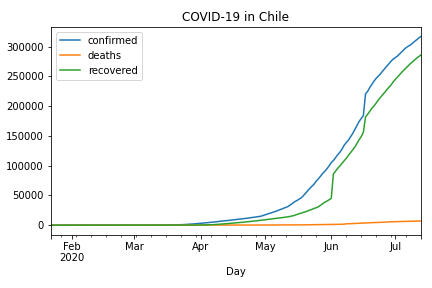 COVID-19 in Chile
confirmed
deaths
recovered
300000
250000
200000
150000
100000
50000
0
Feb Mar Apr May Jun Jul
2020
Day